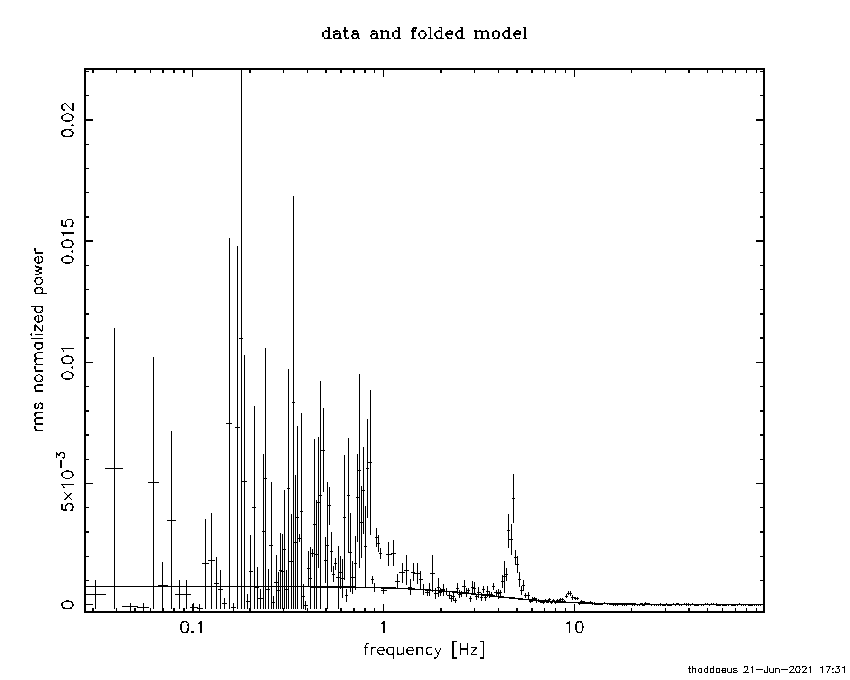 data and folded model
0.02
0.015
0.01
5×10⁻³
0
rms normalized power
0.1 1 10
frequency [Hz]
thaddaeus 21-Jun-2021 17:31